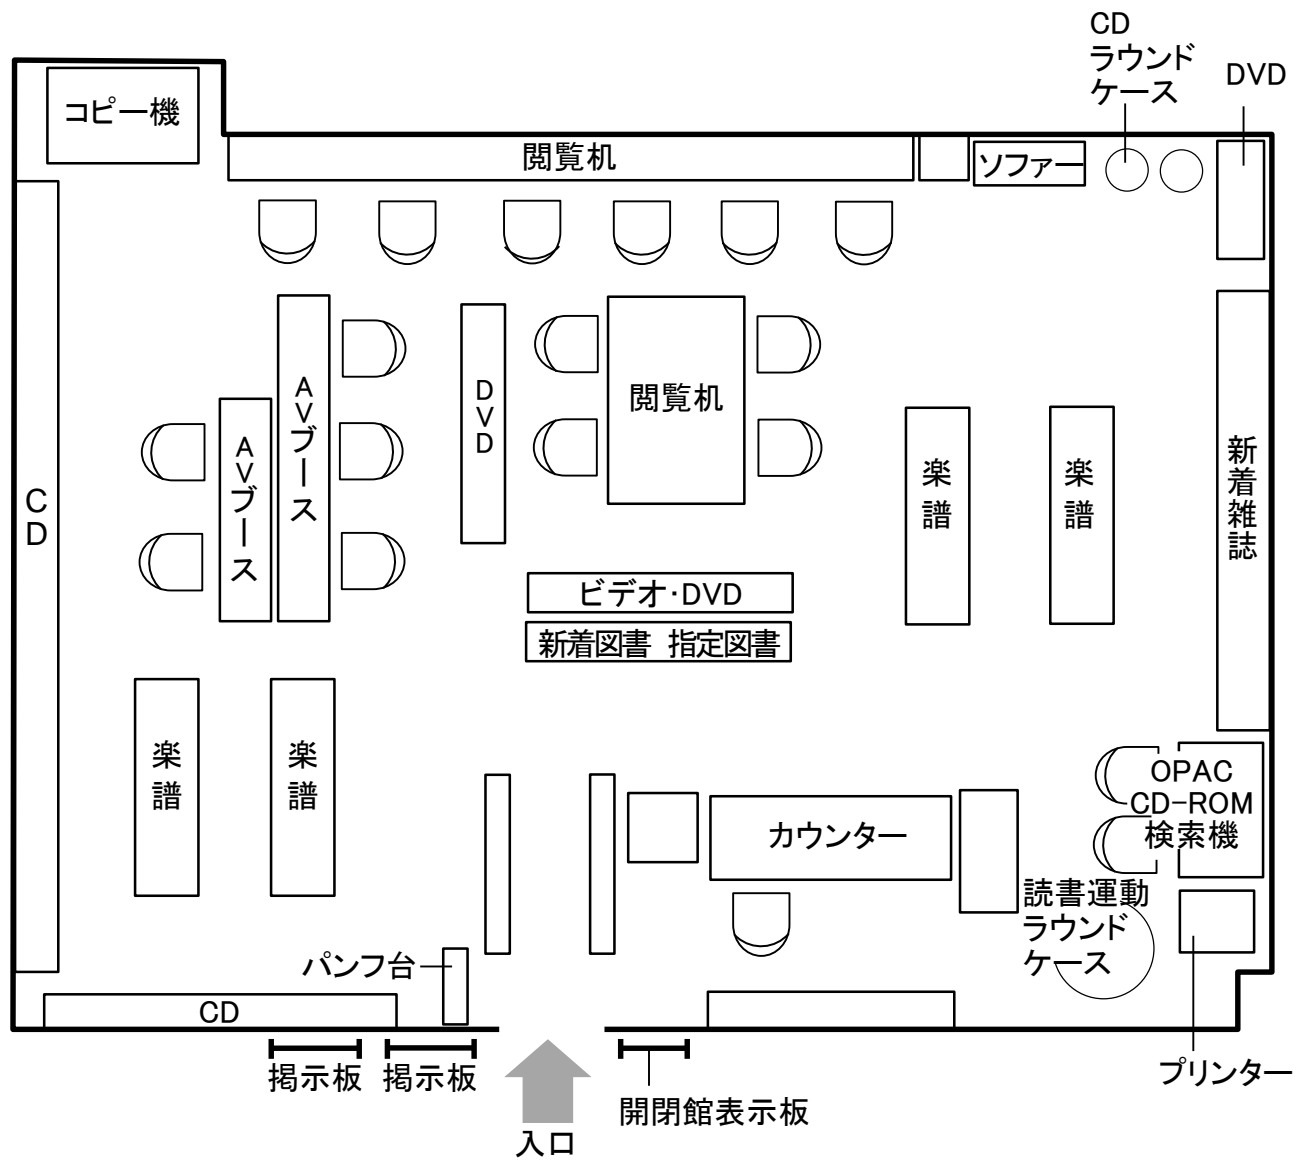 CD
ラウンド
ケース
DVD
コピー機
閲覧机
ソファー
AVブース
AVブース
DVD
閲覧机
楽譜
楽譜
新着雑誌
CD
ビデオ・DVD
新着図書 指定図書
楽譜
楽譜
OPAC
CD-ROM
検索機
カウンター
読書運動
ラウンド
ケース
パンフ台
CD
掲示板
掲示板
開閉館表示板
プリンター
入口